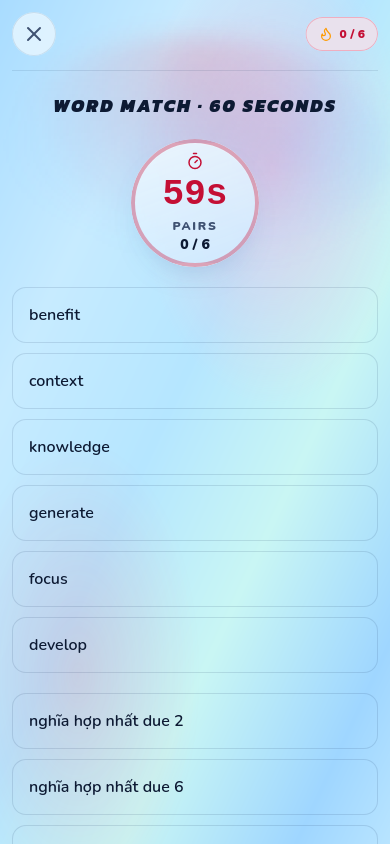 0 / 6
WORD MATCH · 60 SECONDS
59s
PAIRS
0 / 6
benefit
context
knowledge
generate
focus
develop
nghĩa hợp nhất due 2
nghĩa hợp nhất due 6